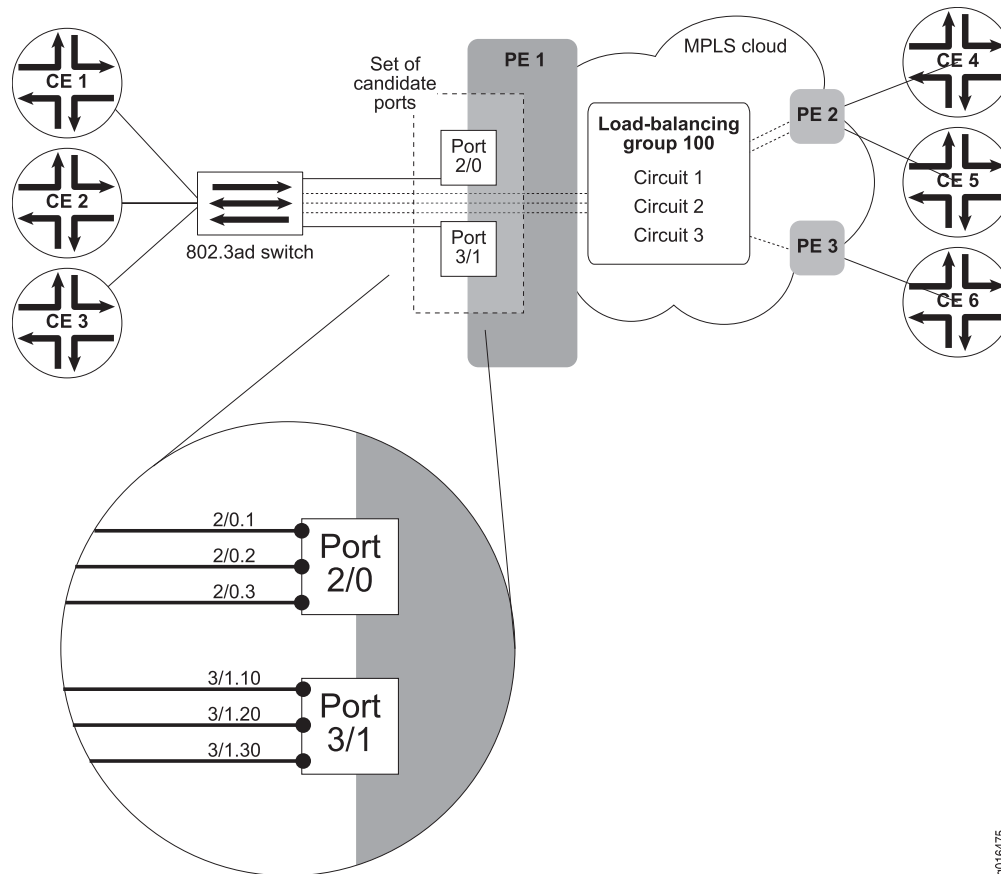 CE 1
CE 2
CE 3
802.3ad switch
Set of
candidate
ports
PE 1
Port
2/0
Port
3/1
MPLS cloud
Load-balancing
group 100
Circuit 1
Circuit 2
Circuit 3
PE 2
PE 3
CE 4
CE 5
CE 6
2/0.1
2/0.2
2/0.3
Port
2/0
3/1.10
3/1.20
3/1.30
Port
3/1
g016475